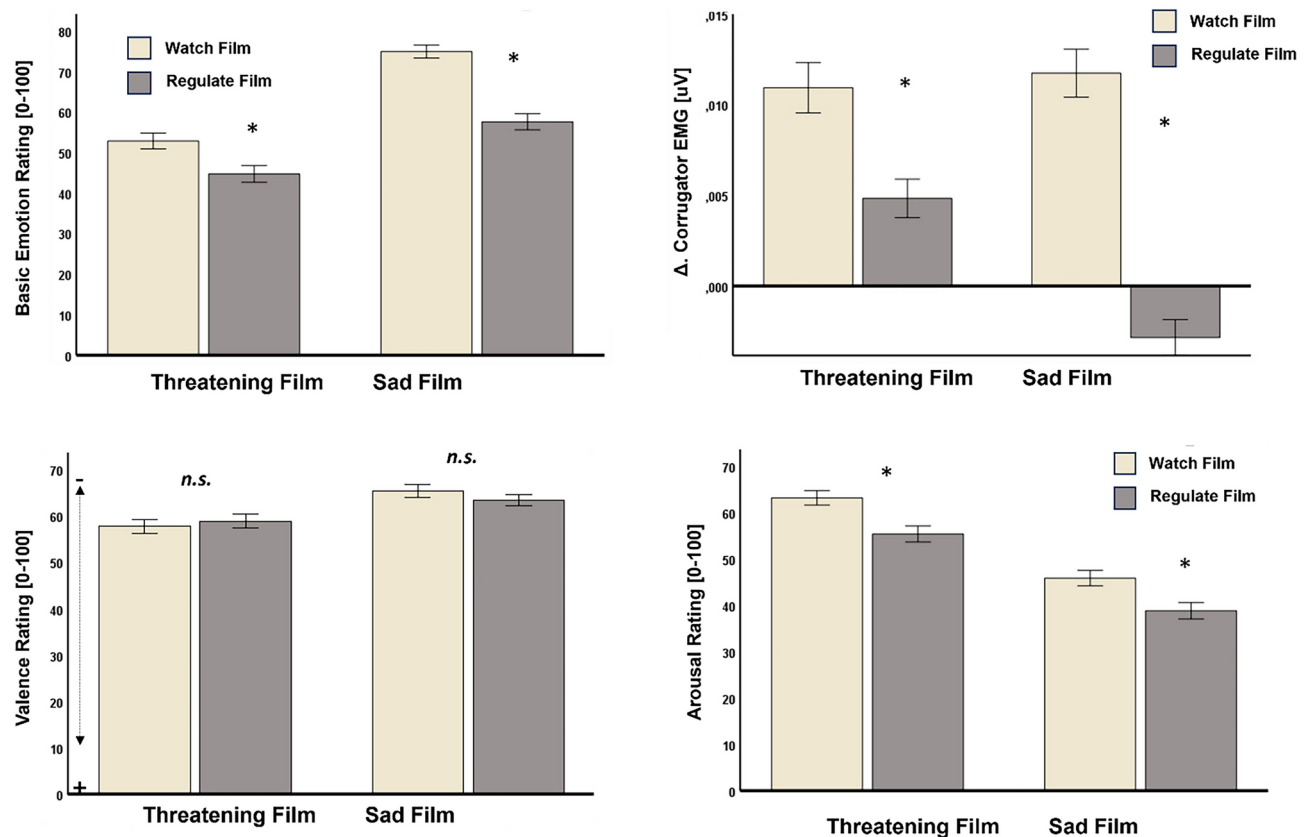 Basic Emotion Rating [0-100]
80
70
60
50
40
30
20
10
0
Watch Film
Regulate Film
*
*
Threatening Film
Sad Film
Δ. Corrugator EMG [uV]
,015
,010
,005
,000
Watch Film
Regulate Film
*
*
Threatening Film
Sad Film
Valence Rating [0-100]
70
60
50
40
30
20
10
0
-
+
n.s.
n.s.
Threatening Film
Sad Film
Arousal Rating [0-100]
70
60
50
40
30
20
10
0
Watch Film
Regulate Film
*
*
Threatening Film
Sad Film